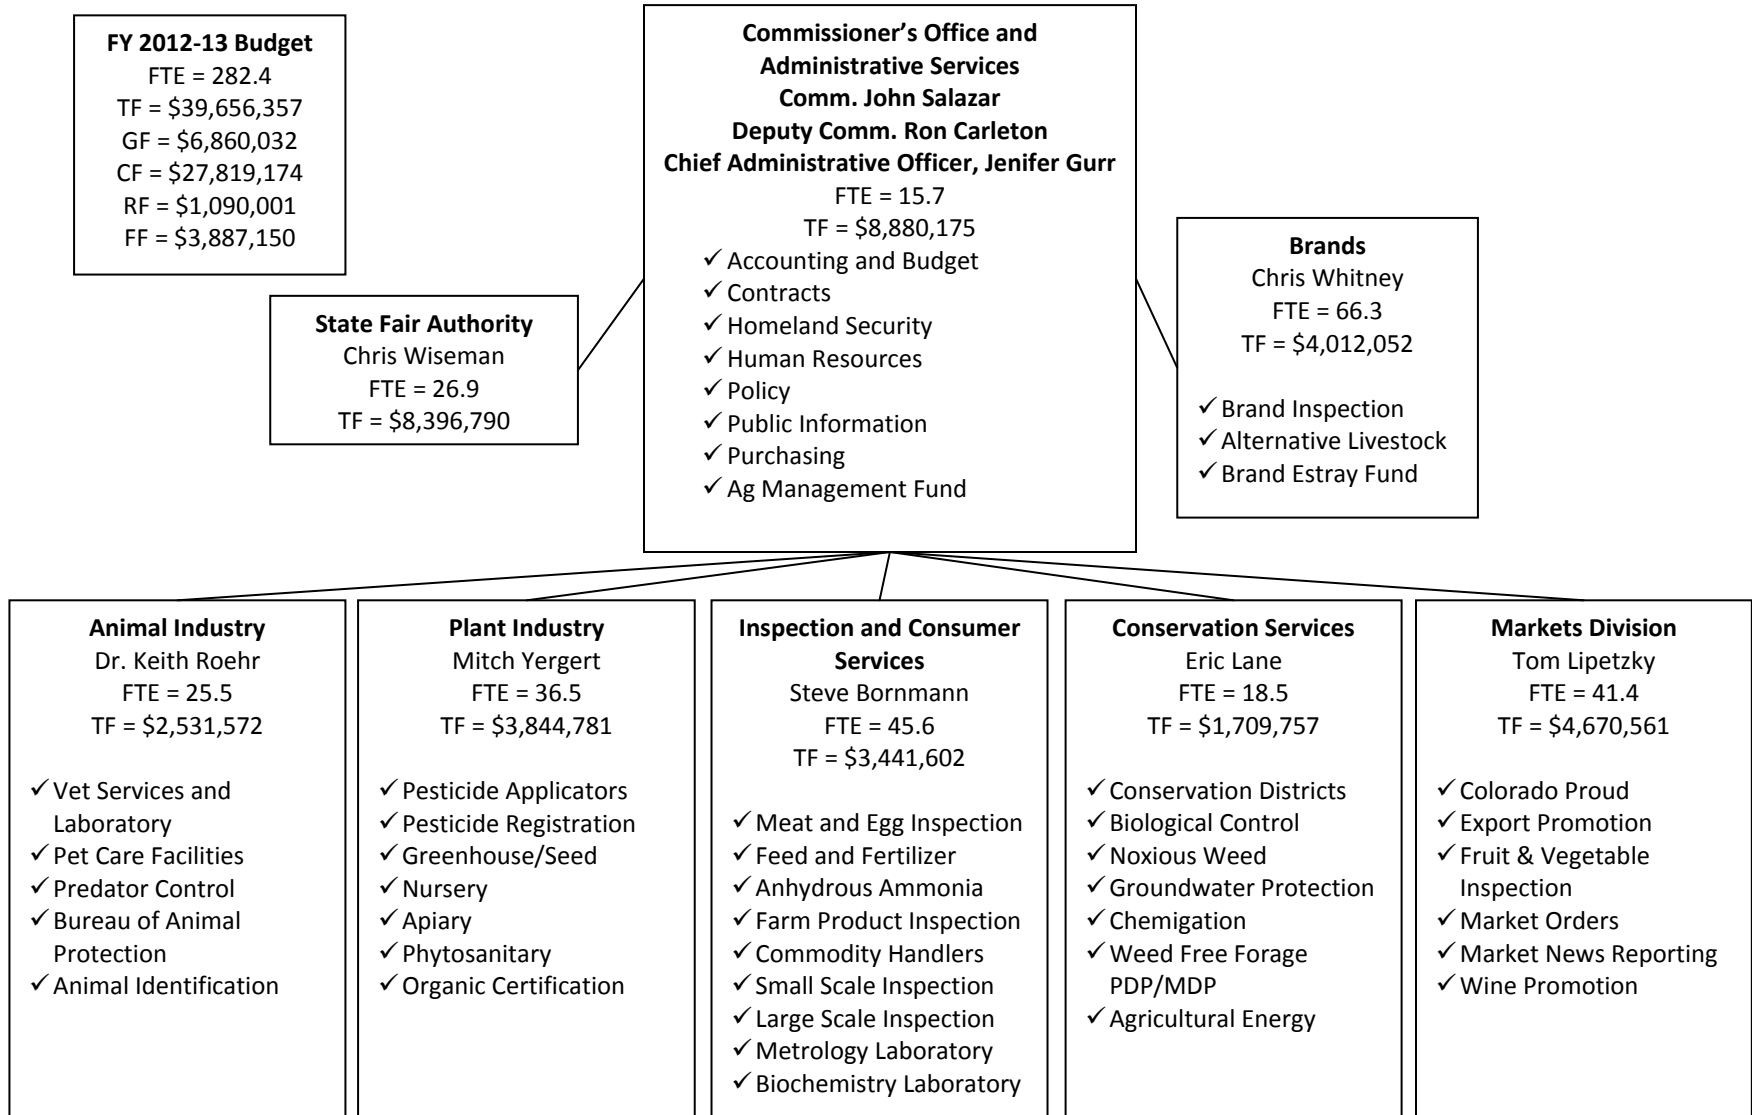 FY 2012-13 Budget
FTE = 282.4
TF = $39,656,357
GF = $6,860,032
CF = $27,819,174
RF = $1,090,001
FF = $3,887,150
Commissioner’s Office and
Administrative Services
Comm. John Salazar
Deputy Comm. Ron Carleton
Chief Administrative Officer, Jenifer Gurr
FTE = 15.7
TF = $8,880,175
✓ Accounting and Budget
✓ Contracts
✓ Homeland Security
✓ Human Resources
✓ Policy
✓ Public Information
✓ Purchasing
✓ Ag Management Fund
State Fair Authority
Chris Wiseman
FTE = 26.9
TF = $8,396,790
Brands
Chris Whitney
FTE = 66.3
TF = $4,012,052
✓ Brand Inspection
✓ Alternative Livestock
✓ Brand Estray Fund
Animal Industry
Dr. Keith Roehr
FTE = 25.5
TF = $2,531,572
✓ Vet Services and
Laboratory
✓ Pet Care Facilities
✓ Predator Control
✓ Bureau of Animal
Protection
✓ Animal Identification
Plant Industry
Mitch Yergert
FTE = 36.5
TF = $3,844,781
✓ Pesticide Applicators
✓ Pesticide Registration
✓ Greenhouse/Seed
✓ Nursery
✓ Apiary
✓ Phytosanitary
✓ Organic Certification
Inspection and Consumer
Services
Steve Bornmann
FTE = 45.6
TF = $3,441,602
✓ Meat and Egg Inspection
✓ Feed and Fertilizer
✓ Anhydrous Ammonia
✓ Farm Product Inspection
✓ Commodity Handlers
✓ Small Scale Inspection
✓ Large Scale Inspection
✓ Metrology Laboratory
✓ Biochemistry Laboratory
Conservation Services
Eric Lane
FTE = 18.5
TF = $1,709,757
✓ Conservation Districts
✓ Biological Control
✓ Noxious Weed
✓ Groundwater Protection
✓ Chemigation
✓ Weed Free Forage
PDP/MDP
✓ Agricultural Energy
Markets Division
Tom Lipetzky
FTE = 41.4
TF = $4,670,561
✓ Colorado Proud
✓ Export Promotion
✓ Fruit & Vegetable
Inspection
✓ Market Orders
✓ Market News Reporting
✓ Wine Promotion